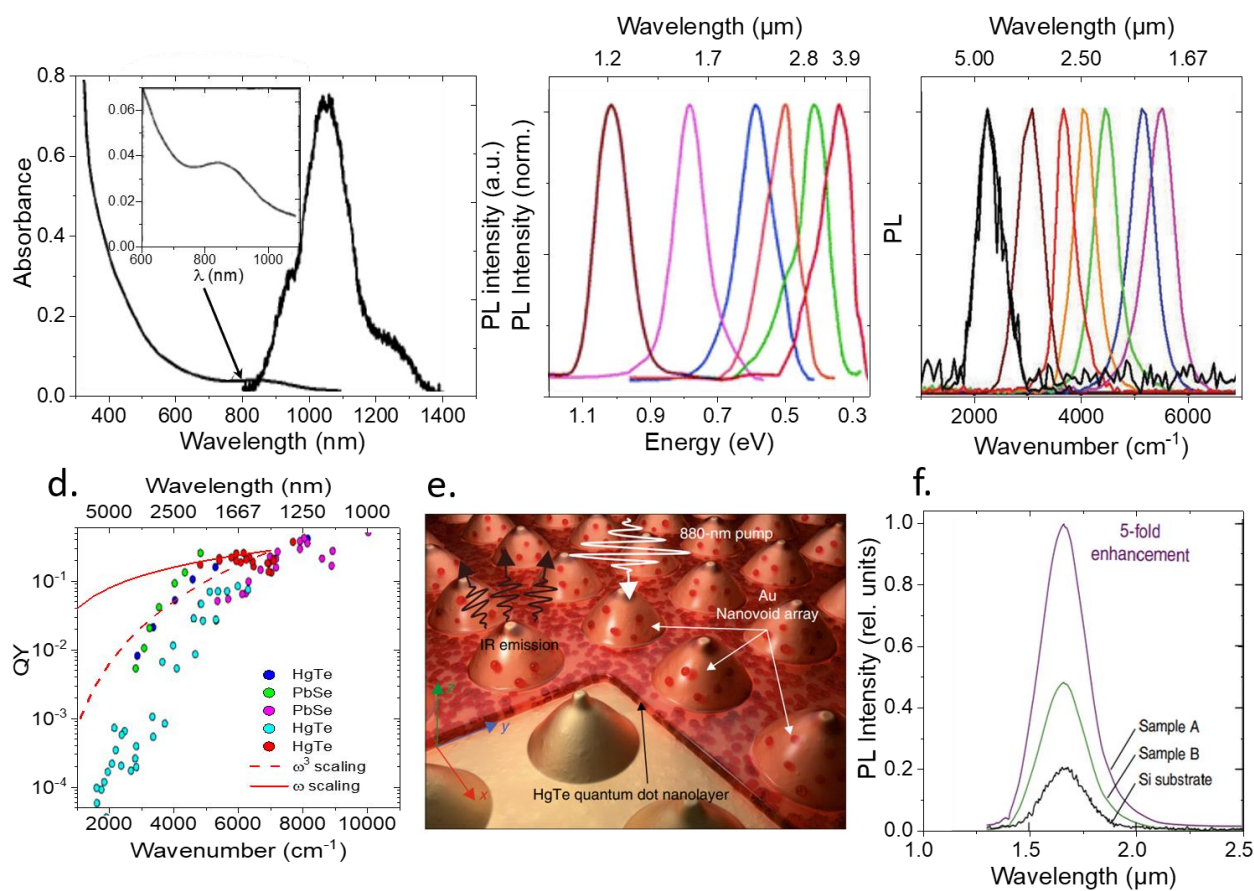 Absorbance
0.8
0.6
0.4
0.2
0.0
0.06
0.04
0.02
0.00
600
800
1000
λ (nm)
400 600 800 1000 1200 1400
Wavelength (nm)
Wavelength (µm)
1.2 1.7 2.8 3.9
PL intensity (a.u.)
PL Intensity (norm.)
1.1 0.9 0.7 0.5 0.3
Energy (eV)
Wavelength (µm)
5.00 2.50 1.67
PL
2000 4000 6000
Wavenumber (cm⁻¹)
d.
Wavelength (nm)
5000 2500 1667 1250 1000
QY
10⁻¹
10⁻²
10⁻³
10⁻⁴
HgTe
PbSe
PbSe
HgTe
HgTe
ω³ scaling
ω scaling
2000 4000 6000 8000 10000
Wavenumber (cm⁻¹)
e.
880-nm pump
Au
Nanovoid array
IR emission
z
y
x
HgTe quantum dot nanolayer
f.
PL Intensity (rel. units)
1.0
0.8
0.6
0.4
0.2
0.0
5-fold
enhancement
Sample A
Sample B
Si substrate
1.0 1.5 2.0 2.5
Wavelength (µm)